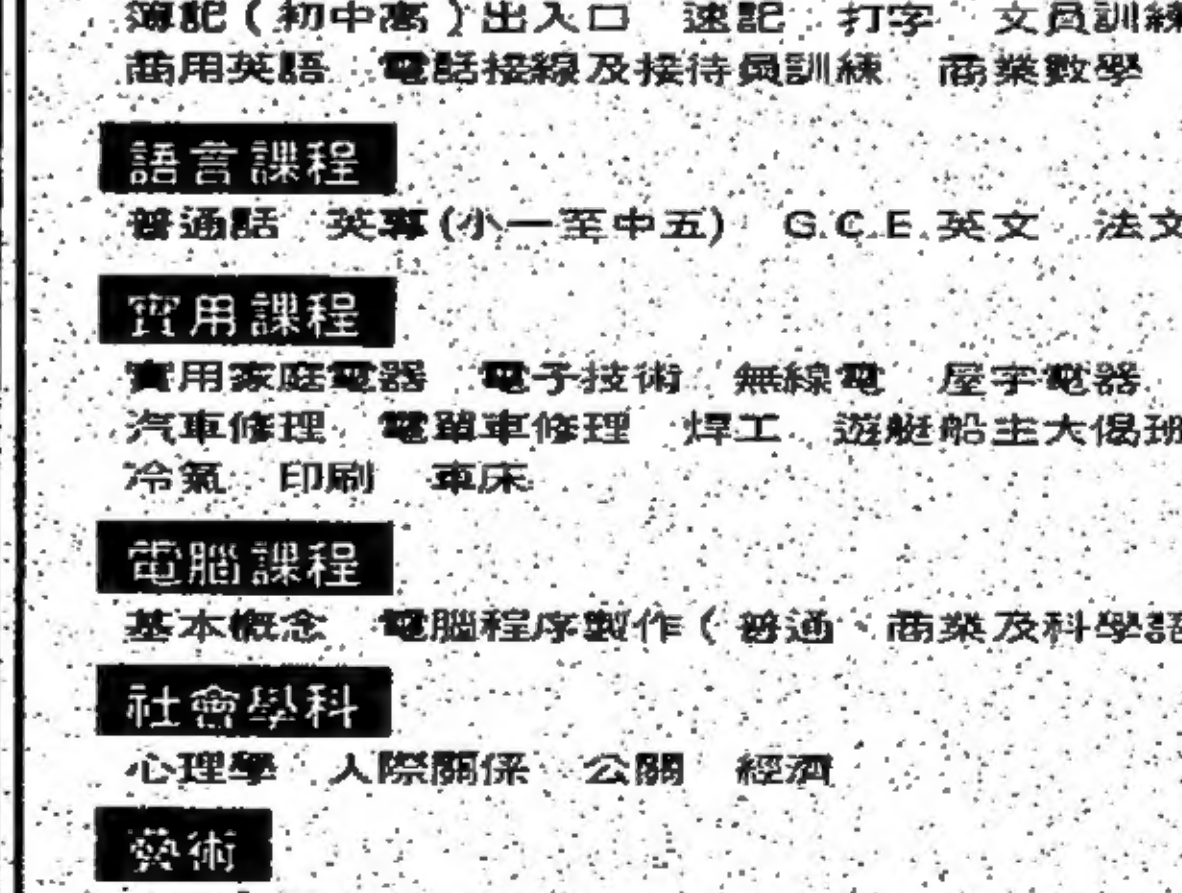 簿記(初中高)出入口 速記 打字 文員訓練
商用英語 電話接線及接待員訓練 商業數學
語言課程
普通話 英專(小一至中五) G.C.E.英文 法文
實用課程
實用家庭電器 電子技術 無線電 屋宇電器
汽車修理 電單車修理 焊工 遊艇船主大偈班
冷氣 印刷 車床
電腦課程
基本概念 電腦程序製作(普通、商業及科學語
社會學科
心理學 人際關係 公關 經濟
藝術